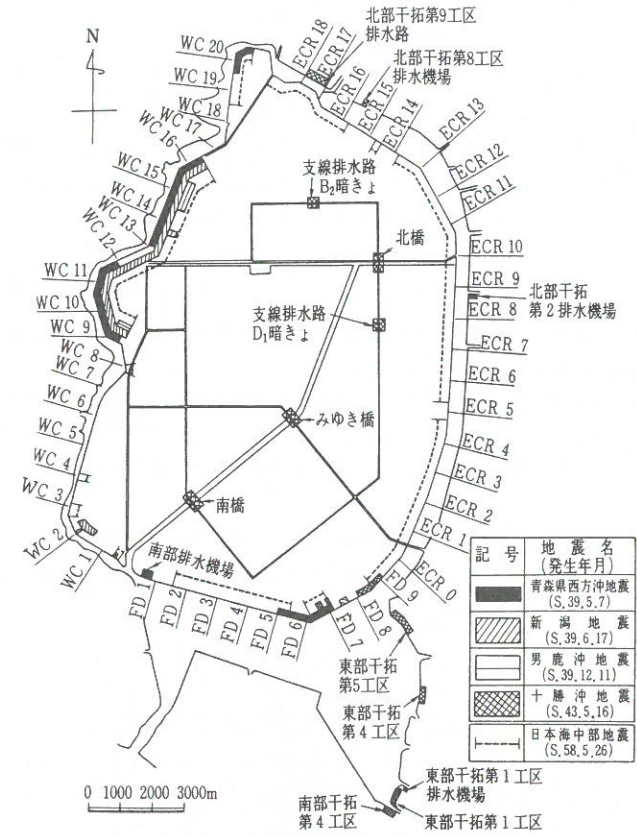 N
WC 20
WC 19
WC 18
WC 17
WC 16
WC 15
WC 14
WC 13
WC 12
WC 11
WC 10
WC 9
WC 8
WC 7
WC 6
WC 5
WC 4
WC 3
WC 2
WC 1
北部干拓第9工区
排水路
北部干拓第8工区
排水機場
ECR 18
ECR 17
ECR 16
ECR 15
ECR 14
ECR 13
ECR 12
ECR 11
ECR 10
ECR 9
ECR 8
ECR 7
ECR 6
ECR 5
ECR 4
ECR 3
ECR 2
ECR 1
ECR 0
北部干拓
第2排水機場
支線排水路
B₂暗きょ
北橋
支線排水路
D₁暗きょ
みゆき橋
南橋
南部排水機場
FD 1
FD 2
FD 3
FD 4
FD 5
FD 6
FD 7
FD 8
FD 9
東部干拓
第5工区
東部干拓
第4工区
東部干拓第1工区
排水機場
東部干拓第1工区
南部干拓
第4工区
0 1000 2000 3000m
記号 地震名
(発生年月)
青森県西方沖地震
(S.39.5.7)
新潟地震
(S.39.6.17)
男鹿沖地震
(S.39.12.11)
十勝沖地震
(S.43.5.16)
日本海中部地震
(S.58.5.26)